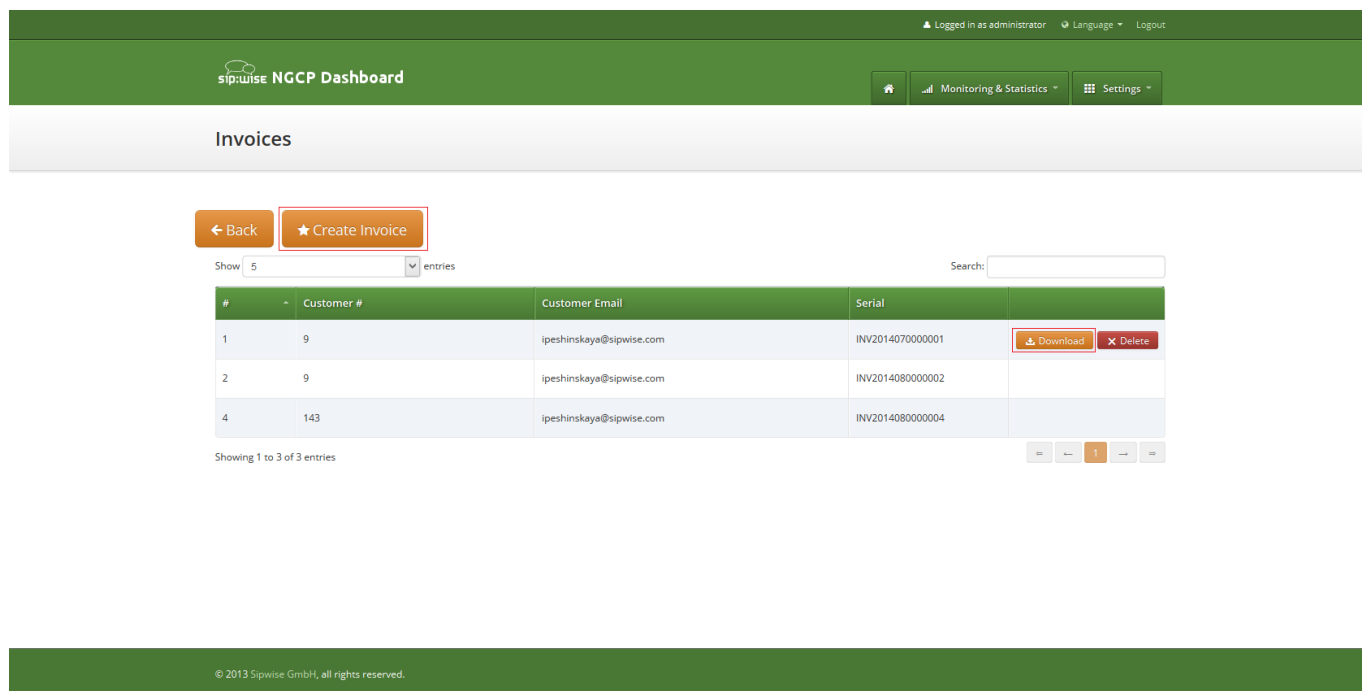 Logged in as administrator Language Logout
sip:wise NGCP Dashboard
Monitoring & Statistics Settings
Invoices
Back Create Invoice
Show 5 entries Search:
# Customer # Customer Email Serial
1 9 ipeshinskaya@sipwise.com INV2014070000001 Download Delete
2 9 ipeshinskaya@sipwise.com INV2014080000002
4 143 ipeshinskaya@sipwise.com INV2014080000004
Showing 1 to 3 of 3 entries 1
© 2013 Sipwise GmbH, all rights reserved.